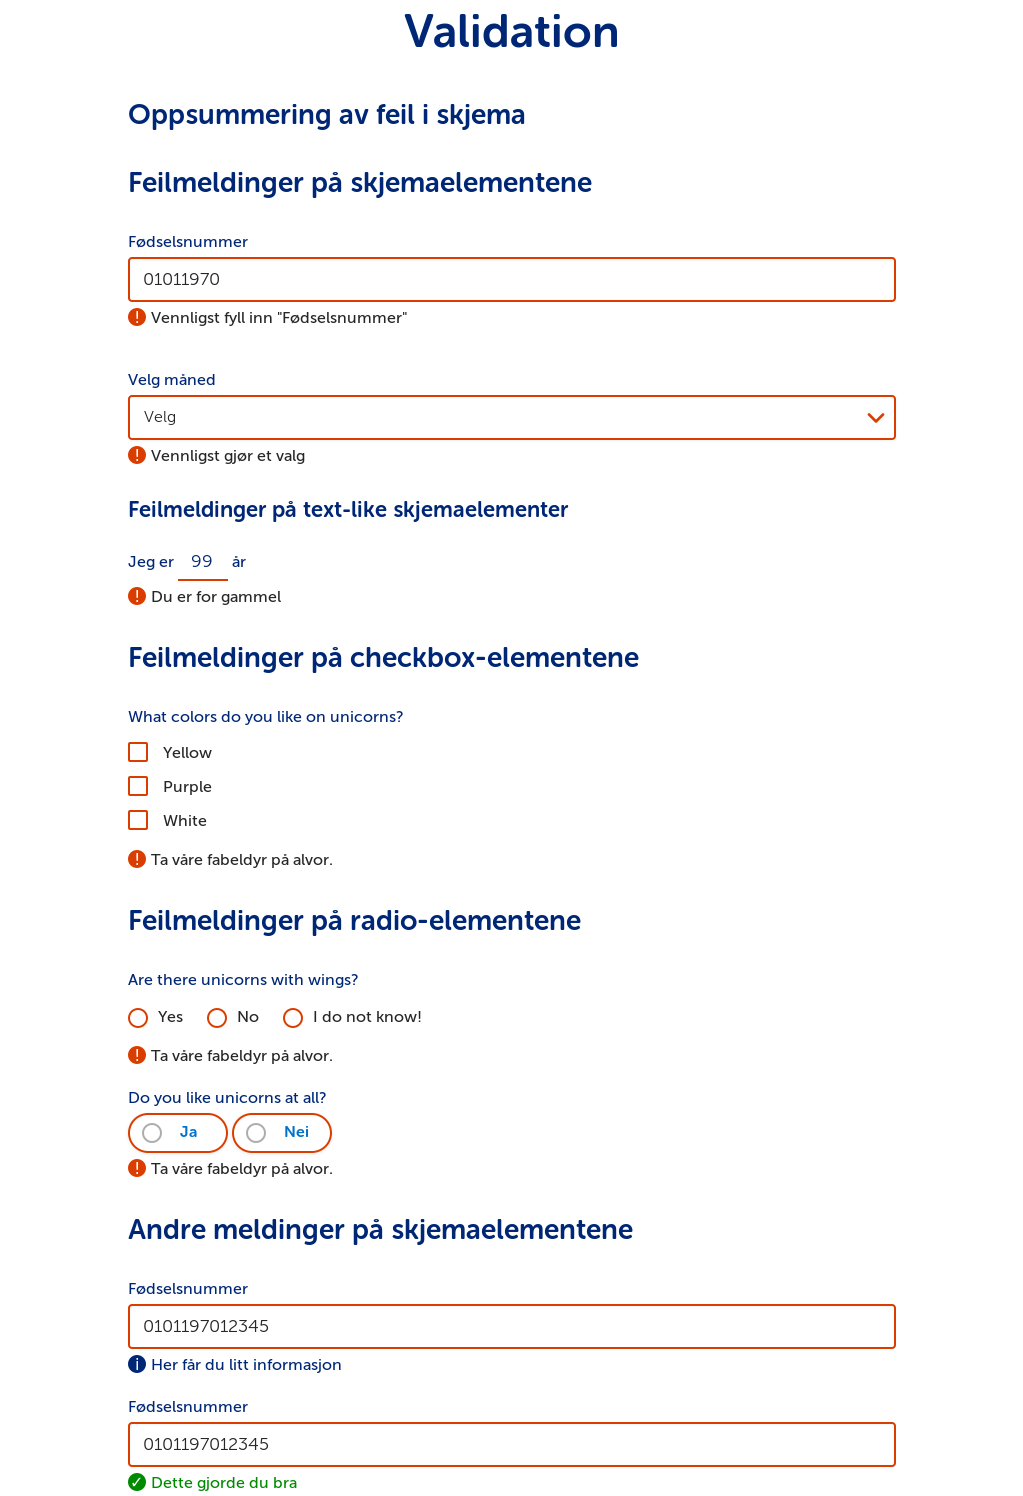 Validation
Oppsummering av feil i skjema
Feilmeldinger på skjemaelementene
Fødselsnummer
01011970
Vennligst fyll inn "Fødselsnummer"
Velg måned
Velg
Vennligst gjør et valg
Feilmeldinger på text-like skjemaelementer
Jeg er 99 år
Du er for gammel
Feilmeldinger på checkbox-elementene
What colors do you like on unicorns?
Yellow
Purple
White
Ta våre fabeldyr på alvor.
Feilmeldinger på radio-elementene
Are there unicorns with wings?
Yes No I do not know!
Ta våre fabeldyr på alvor.
Do you like unicorns at all?
Ja Nei
Ta våre fabeldyr på alvor.
Andre meldinger på skjemaelementene
Fødselsnummer
0101197012345
Her får du litt informasjon
Fødselsnummer
0101197012345
Dette gjorde du bra